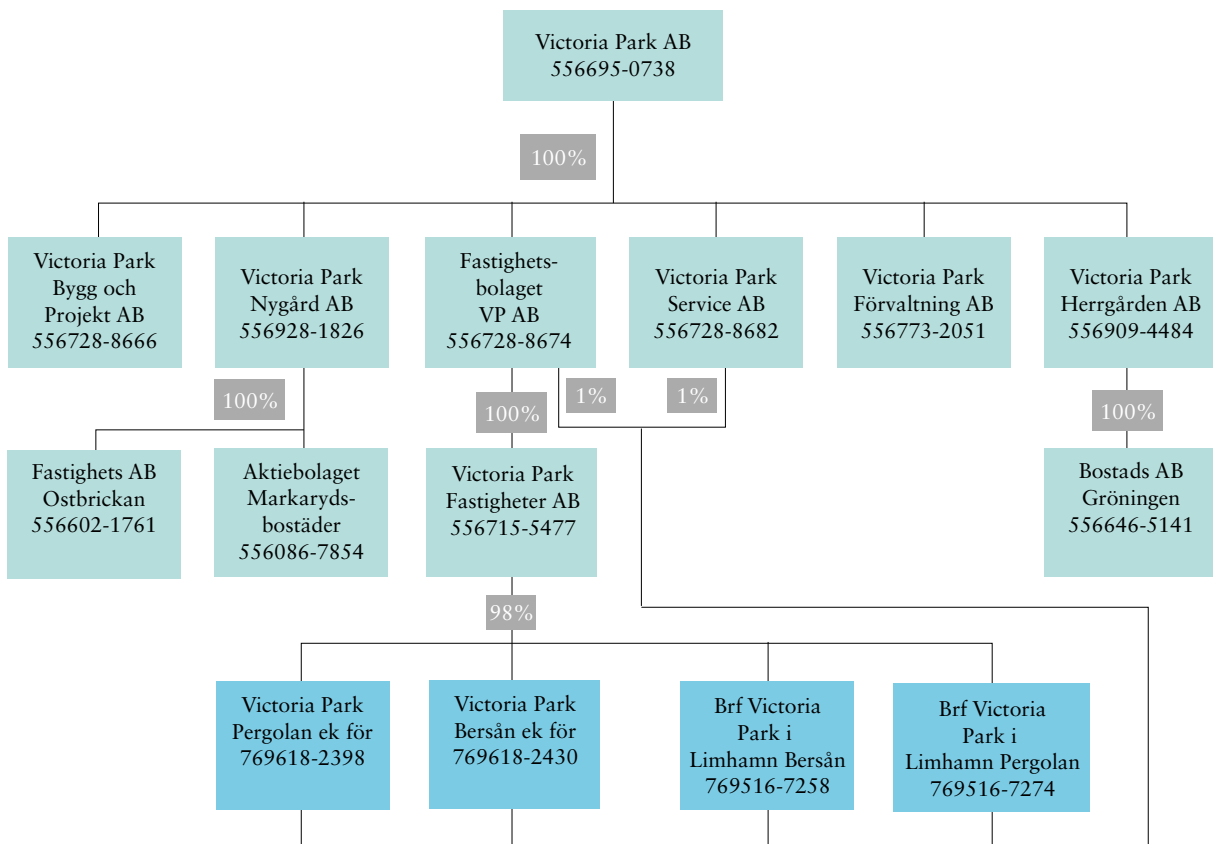 Victoria Park AB
556695-0738
100%
Victoria Park
Bygg och
Projekt AB
556728-8666
Victoria Park
Nygård AB
556928-1826
Fastighets-
bolaget
VP AB
556728-8674
Victoria Park
Service AB
556728-8682
Victoria Park
Förvaltning AB
556773-2051
Victoria Park
Herrgården AB
556909-4484
100%
100%
1%
1%
100%
Fastighets AB
Ostbrickan
556602-1761
Aktiebolaget
Markaryds-
bostäder
556086-7854
Victoria Park
Fastigheter AB
556715-5477
Bostads AB
Gröningen
556646-5141
98%
Victoria Park
Pergolan ek för
769618-2398
Victoria Park
Bersån ek för
769618-2430
Brf Victoria
Park i
Limhamn Bersån
769516-7258
Brf Victoria
Park i
Limhamn Pergolan
769516-7274